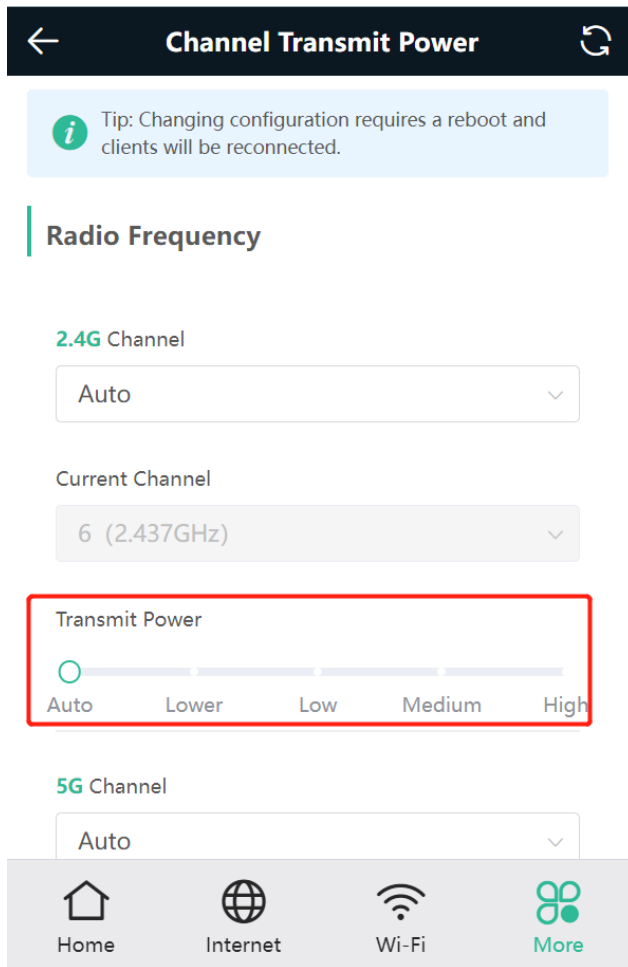 Channel Transmit Power
Tip: Changing configuration requires a reboot and
clients will be reconnected.
Radio Frequency
2.4G Channel
Auto
Current Channel
6 (2.437GHz)
Transmit Power
Auto Lower Low Medium High
5G Channel
Auto
Home Internet Wi-Fi More